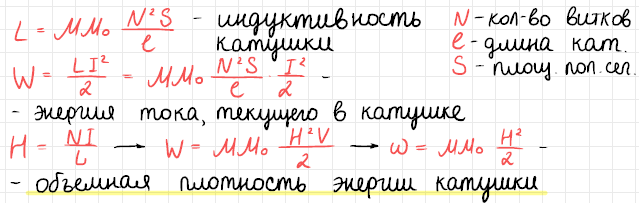 L = μμ₀ N²S/ℓ - индуктивность катушки
N - кол-во витков
ℓ - длина кат.
S - площ. поп. сеч.
W = LI²/2 = μμ₀ N²S/ℓ · I²/2 -
- энергия тока, текущего в катушке
H = NI/L → W = μμ₀ H²V/2 → ω = μμ₀ H²/2 -
- объемная плотность энергии катушки